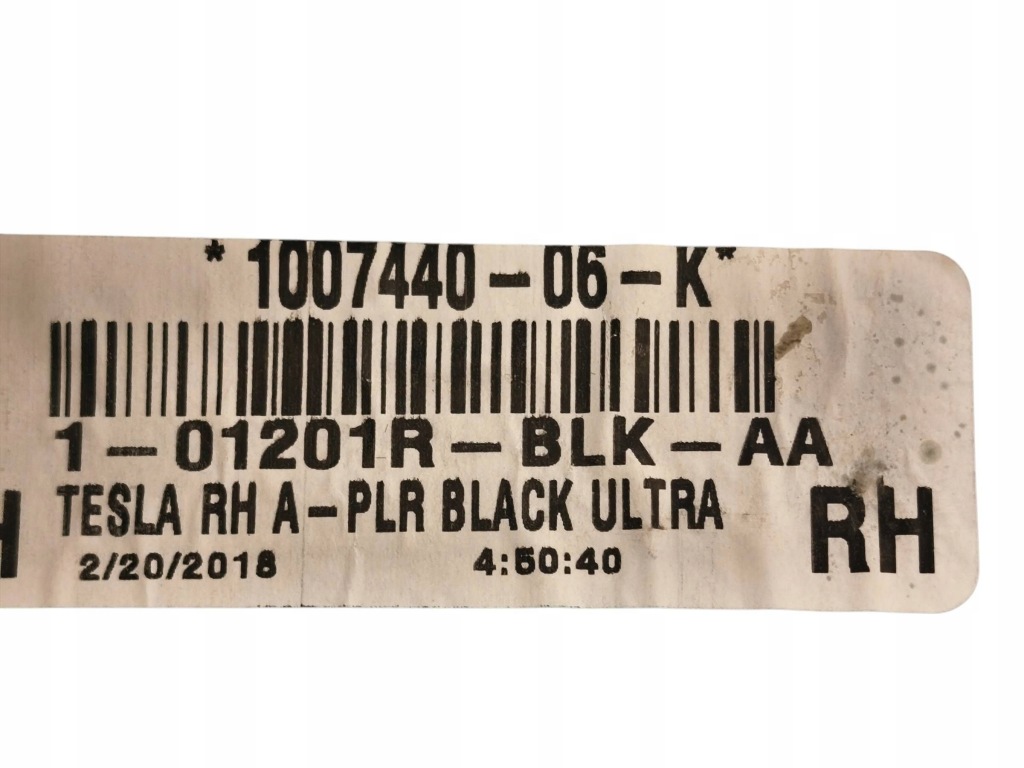 *1007440-06-K*
1-01201R-BLK-AA
TESLA RH A-PLR BLACK ULTRA
2/20/2018 4:50:40
RH
H